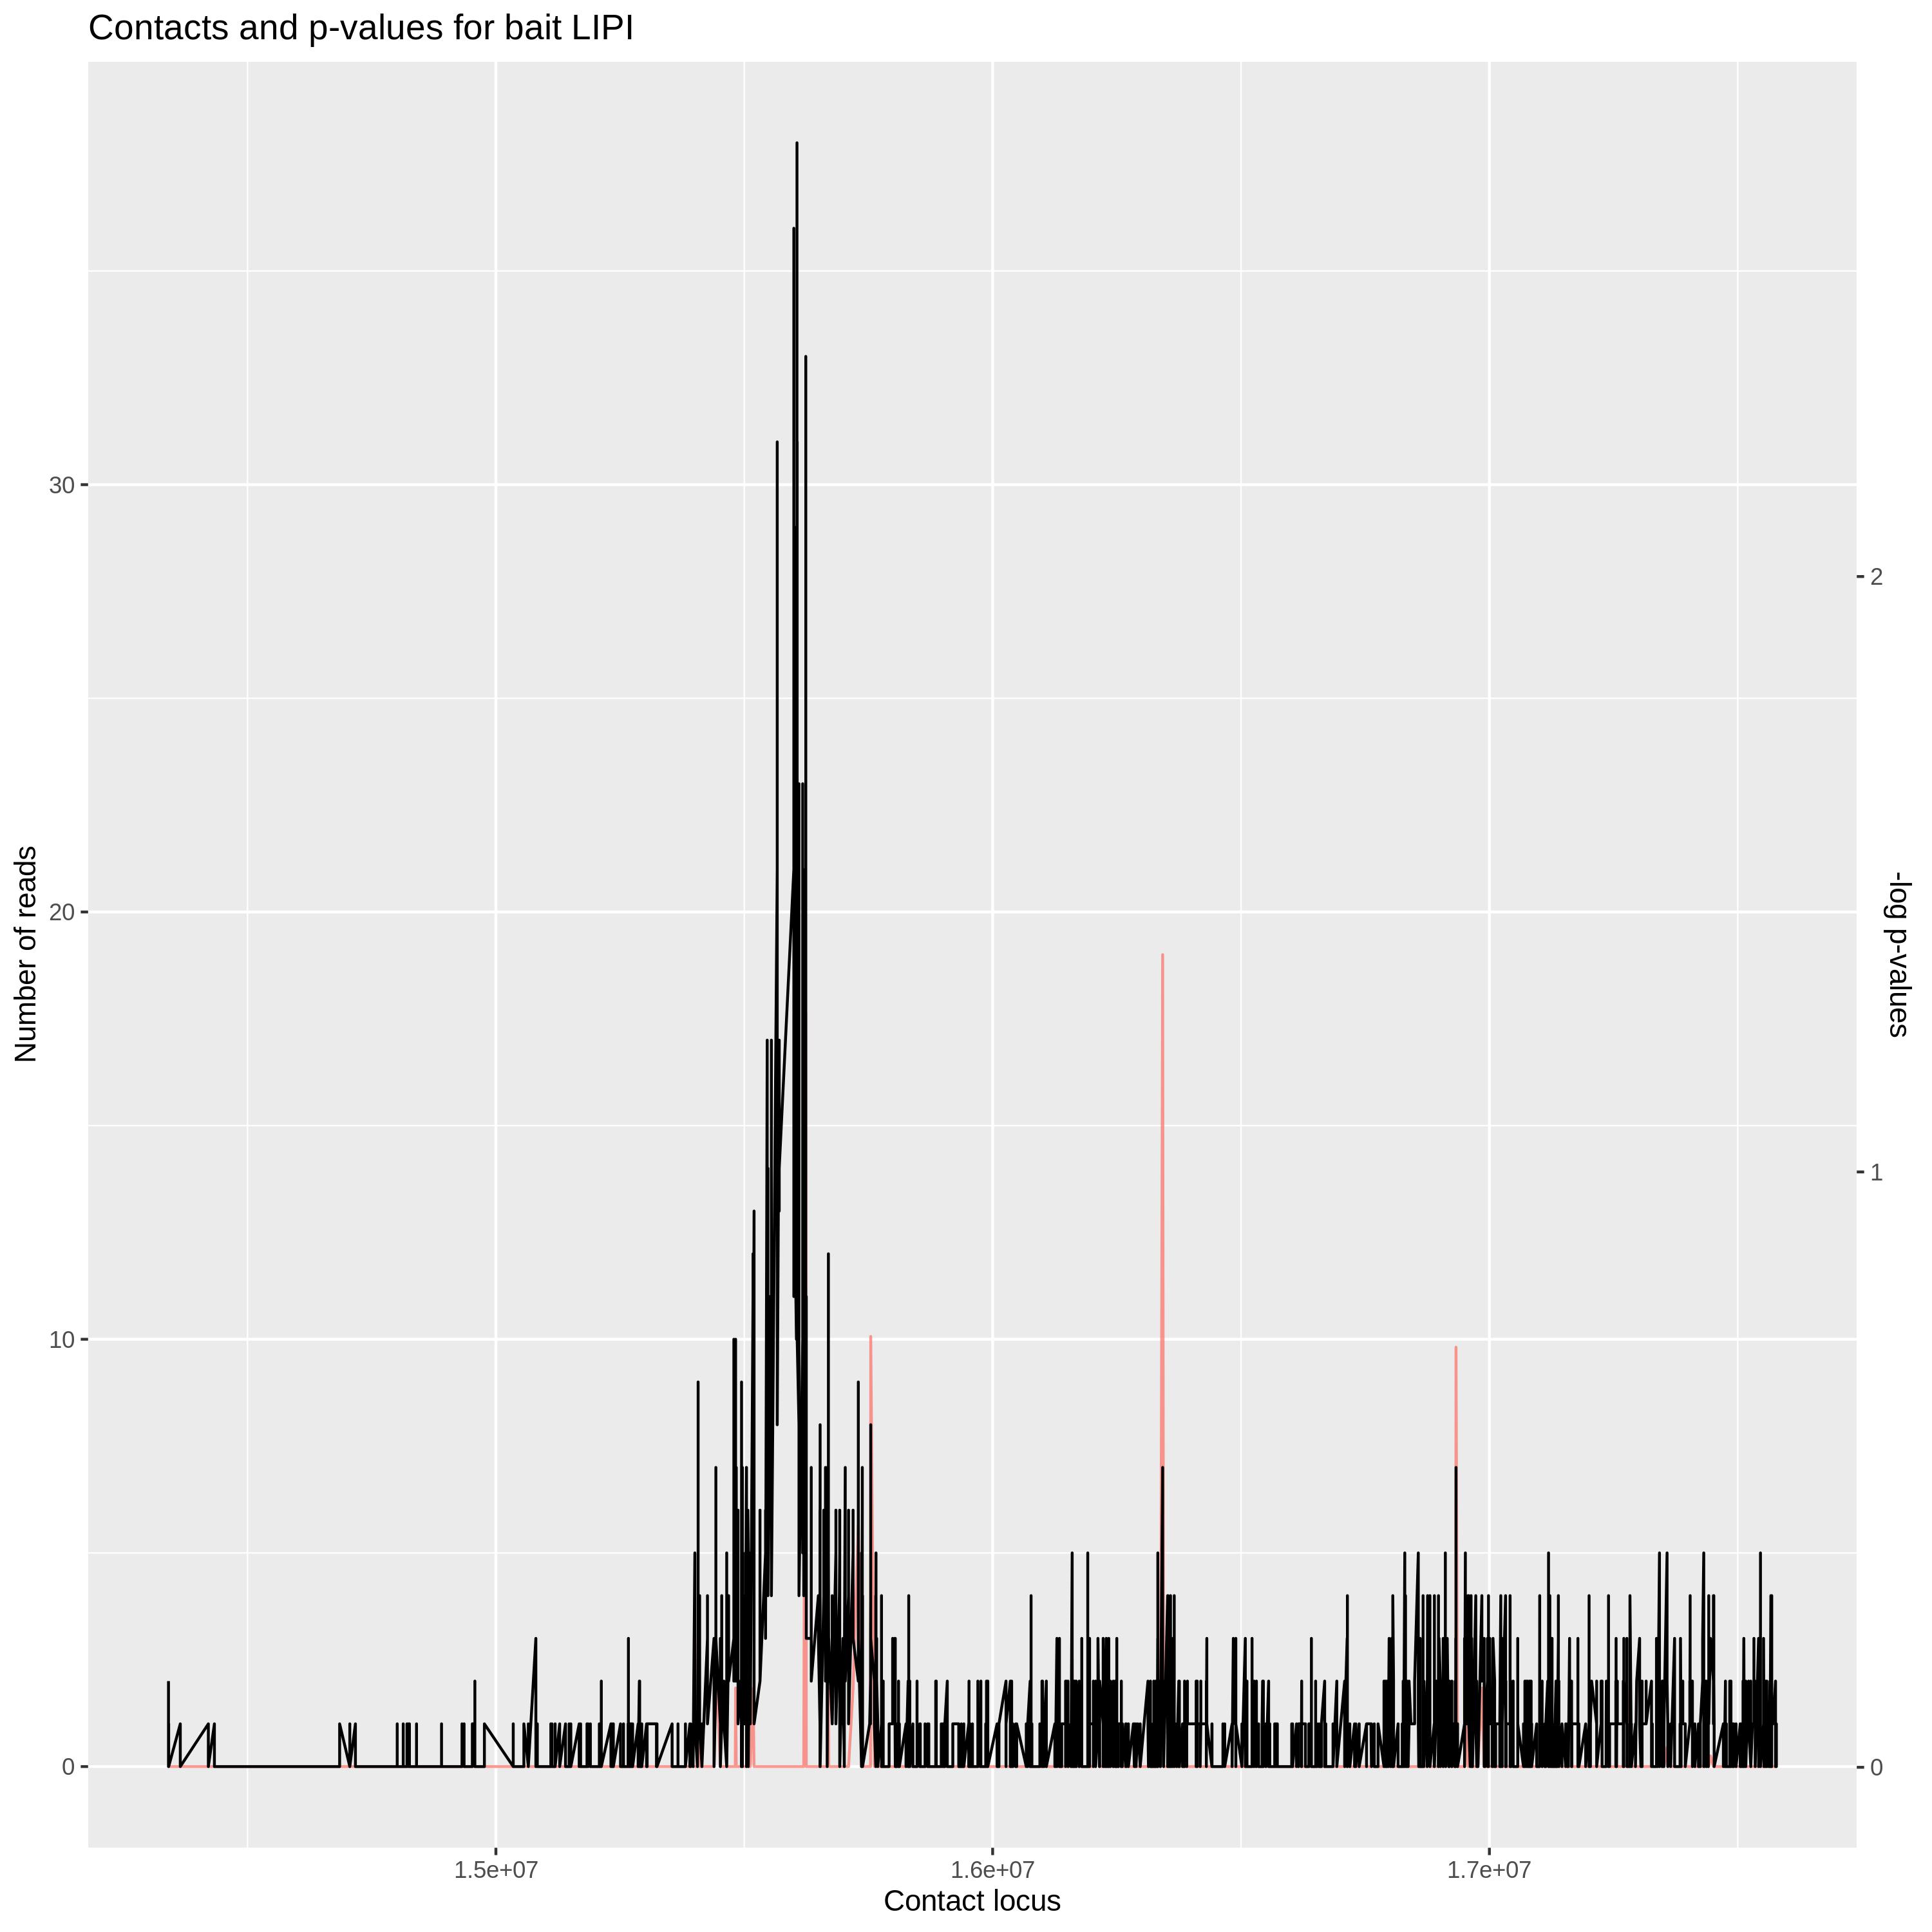 Contacts and p-values for bait LIPI
Number of reads
30
20
10
0
2
1
0
-log p-values
1.5e+07
1.6e+07
1.7e+07
Contact locus